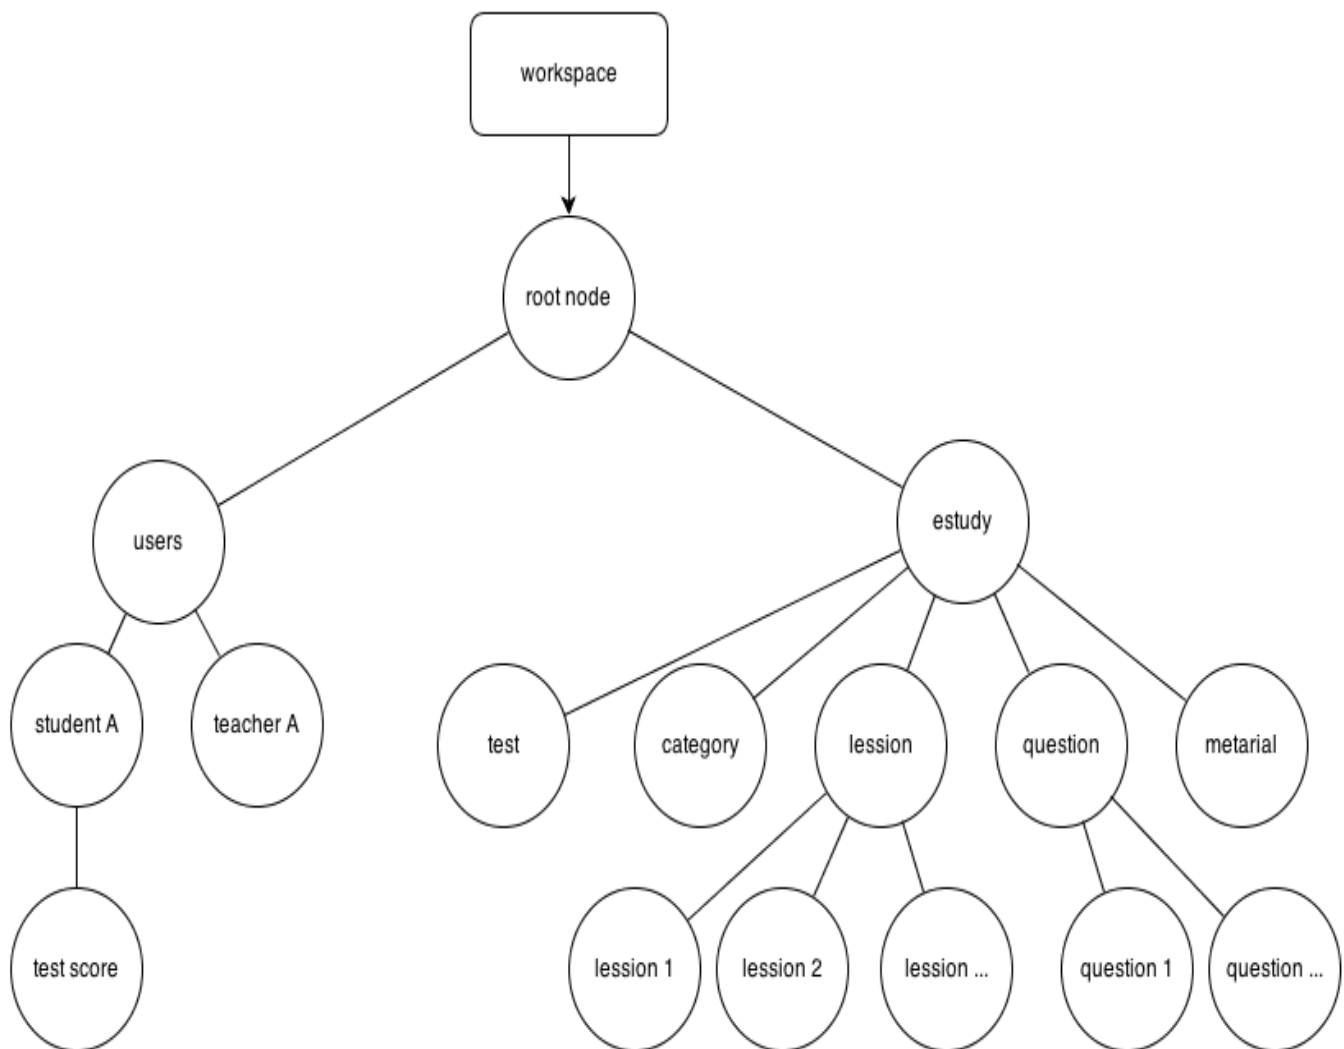 workspace
root node
users
estudy
student A
teacher A
test
category
lession
question
metarial
test score
lession 1
lession 2
lession ...
question 1
question ...